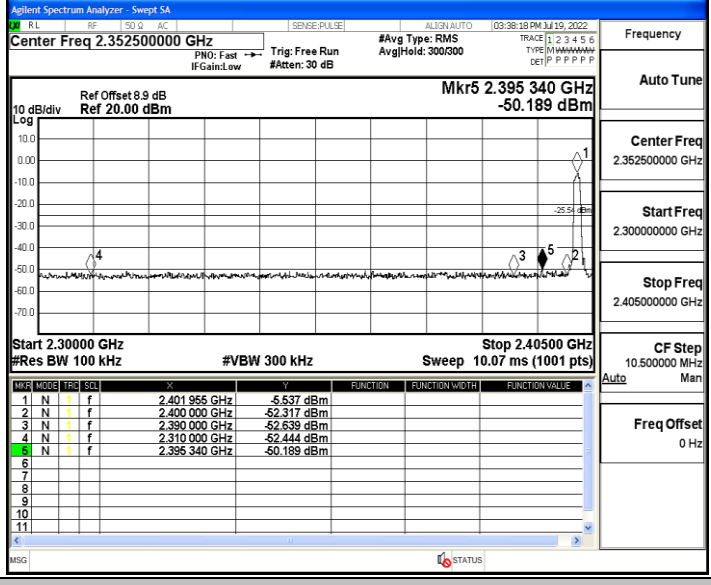 Agilent Spectrum Analyzer - Swept SA
LXI RL RF 50 Ω AC SENSE:PULSE ALIGN AUTO 03:38:18 PM Jul 19, 2022
Center Freq 2.352500000 GHz
PNO: Fast
IFGain:Low
Trig: Free Run
#Atten: 30 dB
#Avg Type: RMS
Avg|Hold: 300/300
TRACE 1 2 3 4 5 6
TYPE M
DET P P P P P P
Ref Offset 8.9 dB
10 dB/div Ref 20.00 dBm
Log
Mkr5 2.395 340 GHz
-50.189 dBm
10.0
0.00
-10.0
-20.0
-30.0
-40.0
-50.0
-60.0
-70.0
1
-25.54 dBm
4
3
5
2
Start 2.30000 GHz Stop 2.40500 GHz
#Res BW 100 kHz #VBW 300 kHz Sweep 10.07 ms (1001 pts)
MKR MODE TRC SCL X Y FUNCTION FUNCTION WIDTH FUNCTION VALUE
1 N 1 f 2.401 955 GHz -5.537 dBm
2 N 1 f 2.400 000 GHz -52.317 dBm
3 N 1 f 2.390 000 GHz -52.639 dBm
4 N 1 f 2.310 000 GHz -52.444 dBm
5 N 1 f 2.395 340 GHz -50.189 dBm
6
7
8
9
10
11
MSG STATUS
Frequency
Auto Tune
Center Freq
2.352500000 GHz
Start Freq
2.300000000 GHz
Stop Freq
2.405000000 GHz
CF Step
10.500000 MHz
Auto Man
Freq Offset
0 Hz